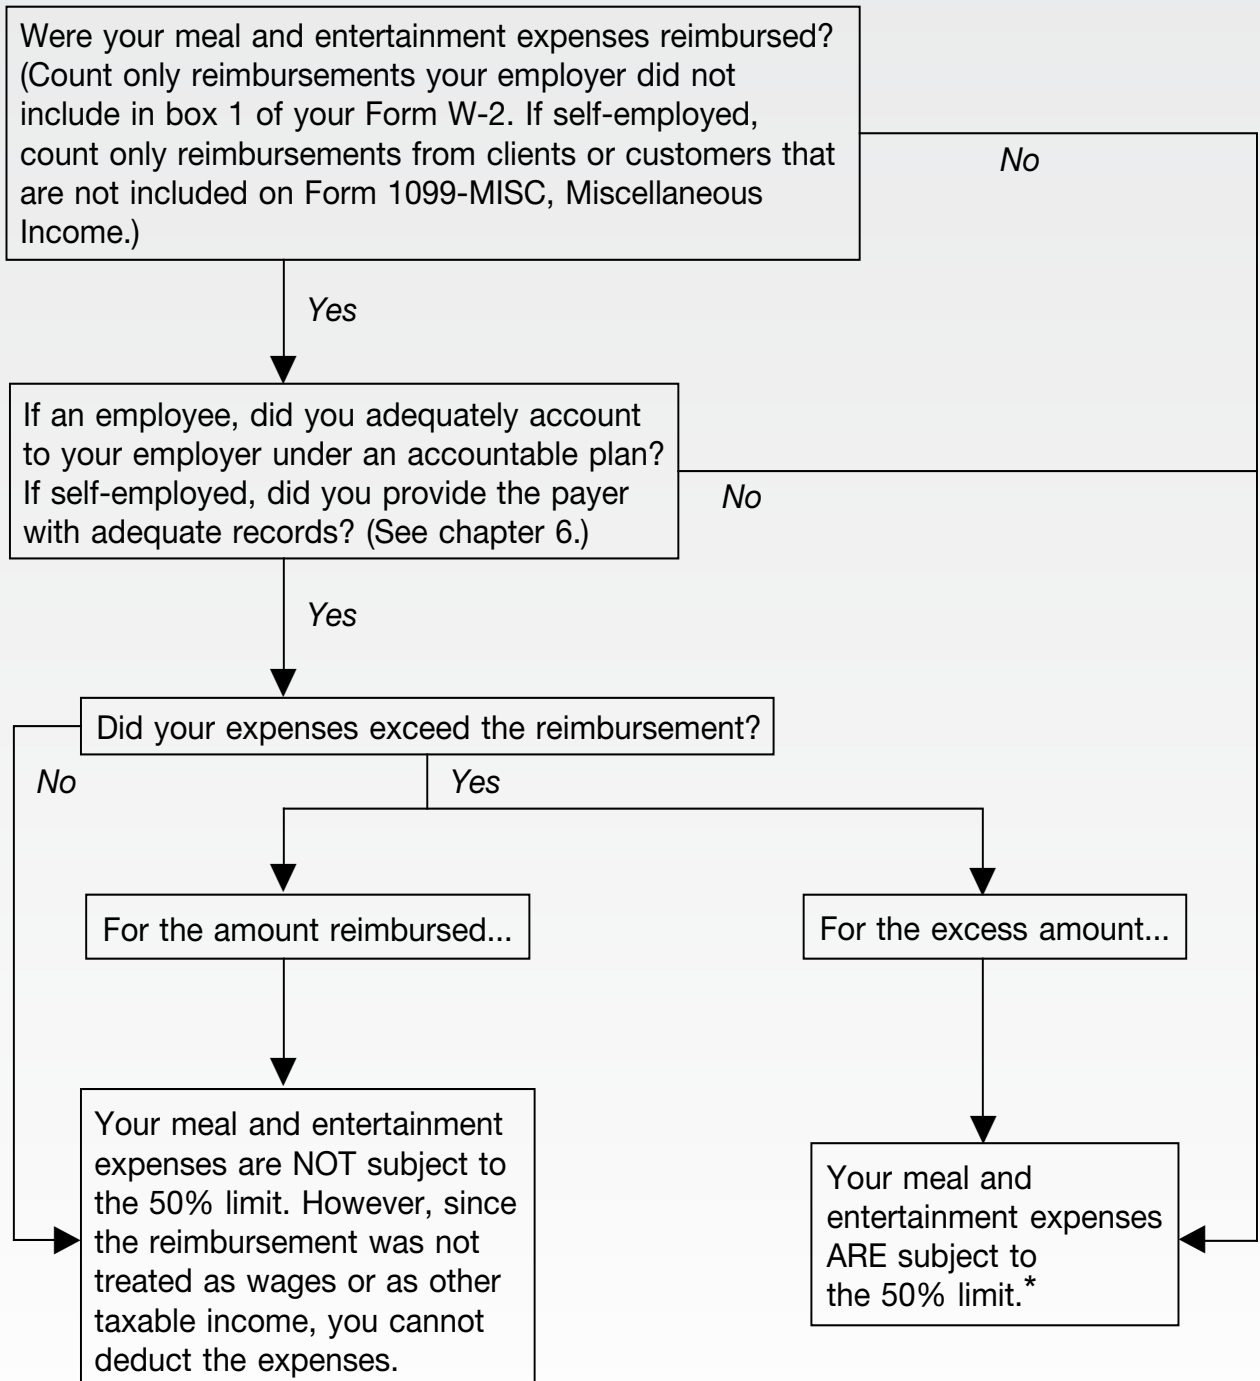 Were your meal and entertainment expenses reimbursed?
(Count only reimbursements your employer did not
include in box 1 of your Form W-2. If self-employed,
count only reimbursements from clients or customers that
are not included on Form 1099-MISC, Miscellaneous
Income.)
No
Yes
If an employee, did you adequately account
to your employer under an accountable plan?
If self-employed, did you provide the payer
with adequate records? (See chapter 6.)
No
Yes
Did your expenses exceed the reimbursement?
No
Yes
For the amount reimbursed...
For the excess amount...
Your meal and entertainment
expenses are NOT subject to
the 50% limit. However, since
the reimbursement was not
treated as wages or as other
taxable income, you cannot
deduct the expenses.
Your meal and
entertainment expenses
ARE subject to
the 50% limit.*